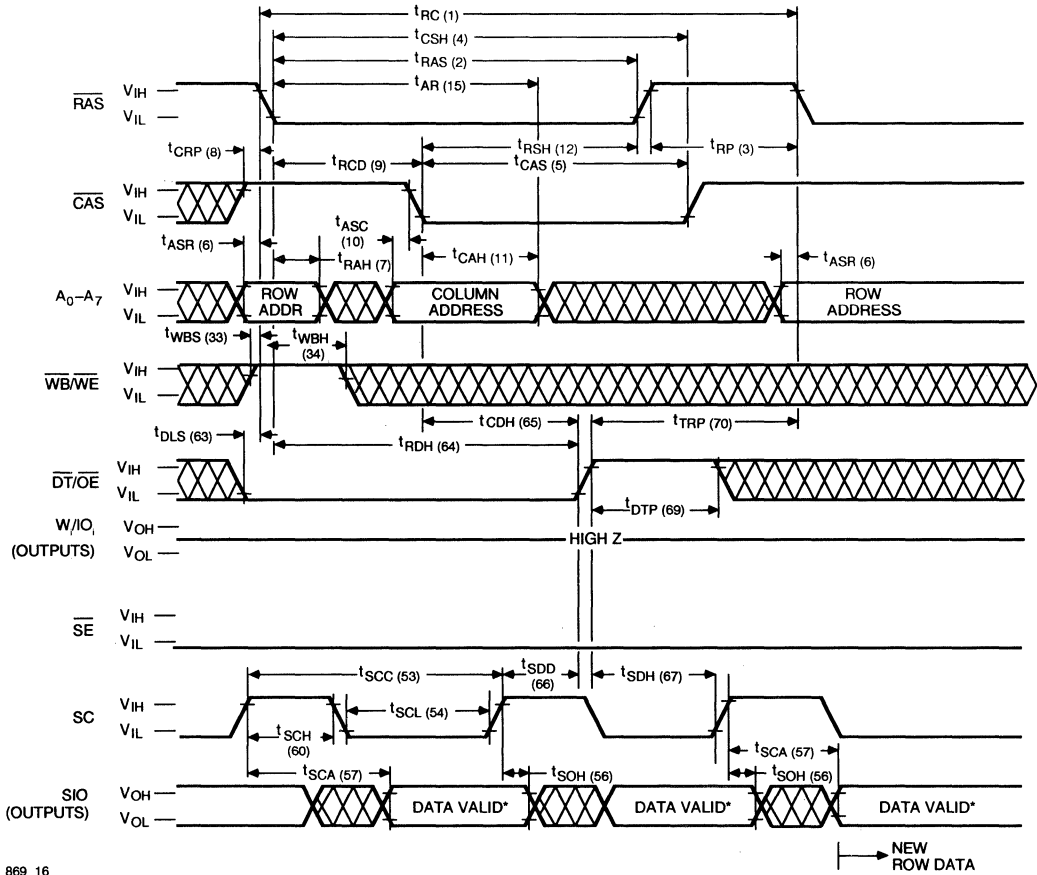 tRC (1)
tCSH (4)
tRAS (2)
tAR (15)
RAS
VIH
VIL
tCRP (8)
tRCD (9)
tRSH (12)
tCAS (5)
tRP (3)
CAS
VIH
VIL
tASR (6)
tASC (10)
tRAH (7)
tCAH (11)
tASR (6)
A0–A7
VIH
VIL
ROW ADDR
COLUMN ADDRESS
ROW ADDRESS
tWBS (33)
tWBH (34)
WB/WE
VIH
VIL
tCDH (65)
tTRP (70)
tDLS (63)
tRDH (64)
DT/OE
VIH
VIL
tDTP (69)
Wi/IOi (OUTPUTS)
VOH
VOL
HIGH Z
SE
VIH
VIL
tSCC (53)
tSDD (66)
tSDH (67)
SC
VIH
VIL
tSCL (54)
tSCH (60)
tSCA (57)
tSCA (57)
tSOH (56)
tSOH (56)
SIO (OUTPUTS)
VOH
VOL
DATA VALID*
DATA VALID*
DATA VALID*
NEW ROW DATA
869 16